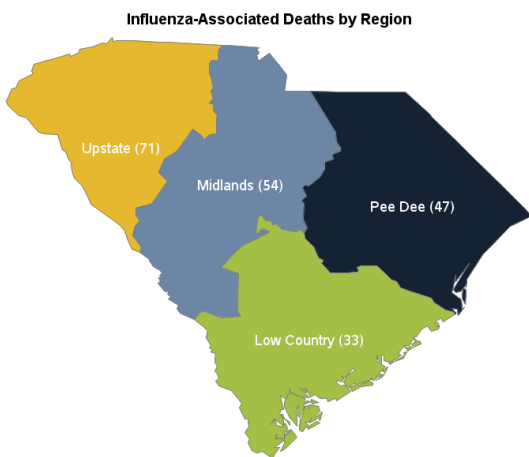 Influenza-Associated Deaths by Region
Upstate (71)
Midlands (54)
Pee Dee (47)
Low Country (33)